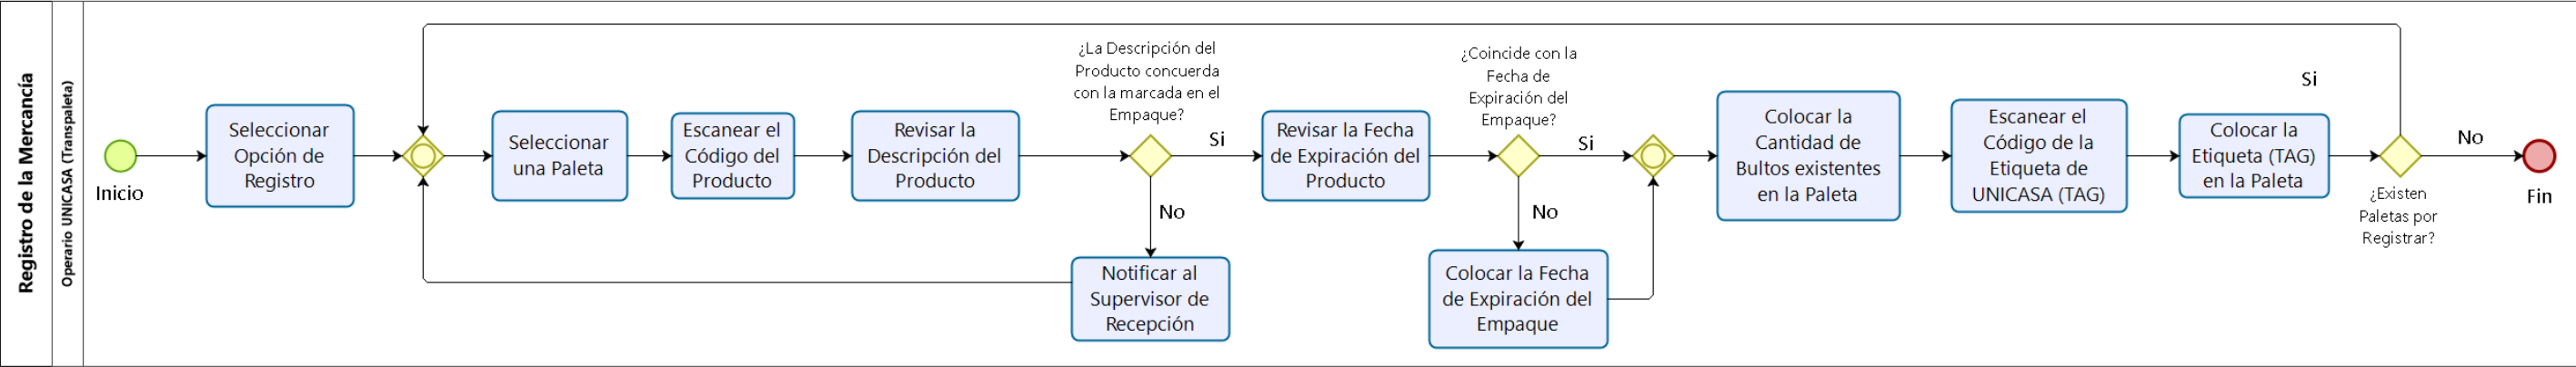 Registro de la Mercancía
Operario UNICASA (Transpaleta)
Inicio
Seleccionar
Opción de
Registro
Seleccionar
una Paleta
Escanear el
Código del
Producto
Revisar la
Descripción del
Producto
¿La Descripción del
Producto concuerda
con la marcada en el
Empaque?
Si
No
Notificar al
Supervisor de
Recepción
Revisar la Fecha
de Expiración del
Producto
¿Coincide con la
Fecha de
Expiración del
Empaque?
Si
No
Colocar la Fecha
de Expiración del
Empaque
Colocar la
Cantidad de
Bultos existentes
en la Paleta
Escanear el
Código de la
Etiqueta de
UNICASA (TAG)
Colocar la
Etiqueta (TAG)
en la Paleta
Si
¿Existen
Paletas por
Registrar?
No
Fin